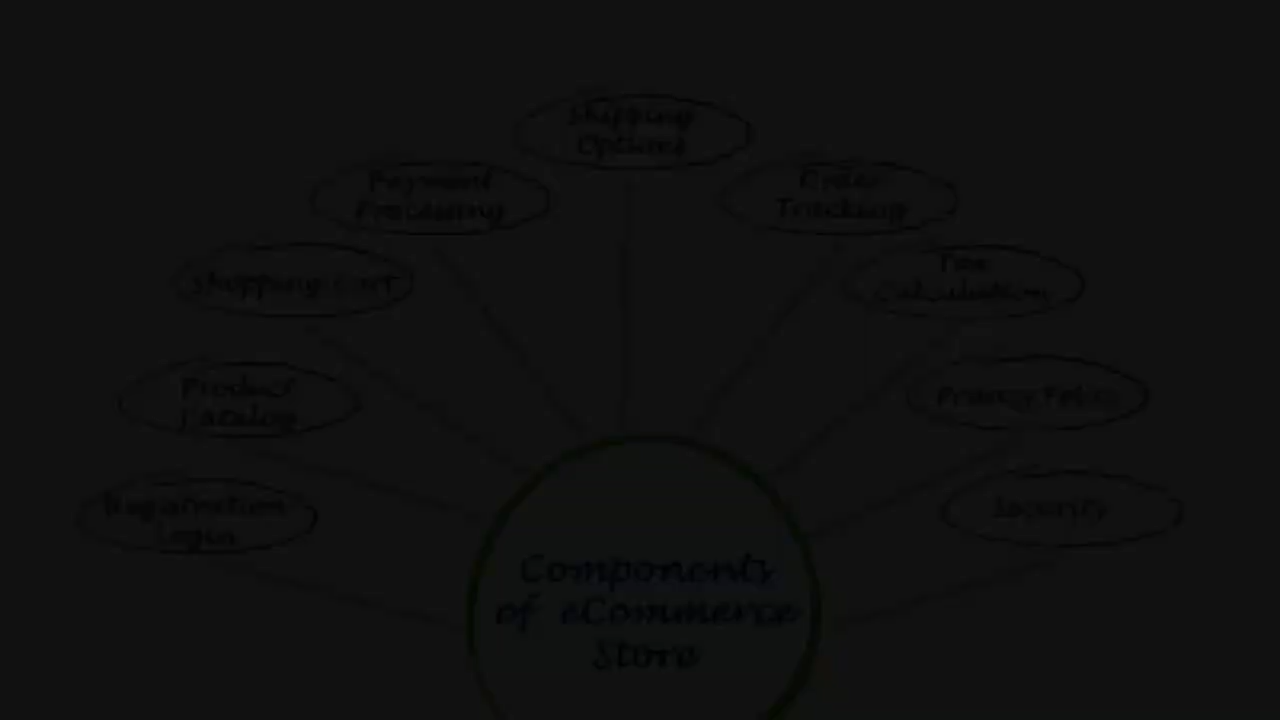 Shipping
Options
Payment
Processing
Order
Tracking
Shopping cart
Tax
Calculation
Product
Catalog
Privacy Policy
Registration
Login
Security
Components
of eCommerce
Store